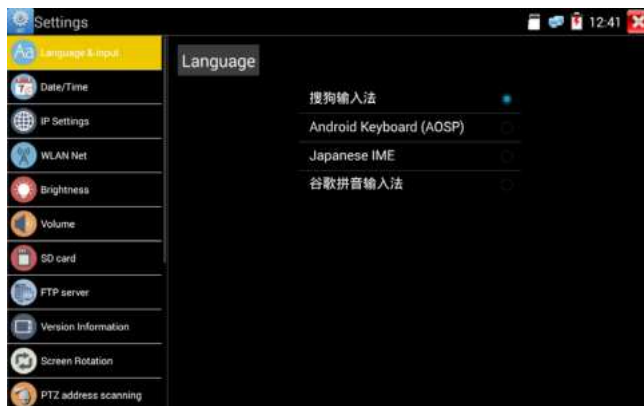 Settings
12:41
Language & input
Date/Time
IP Settings
WLAN Net
Brightness
Volume
SD card
FTP server
Version Information
Screen Rotation
PTZ address scanning
Language
搜狗输入法
Android Keyboard (AOSP)
Japanese IME
谷歌拼音输入法